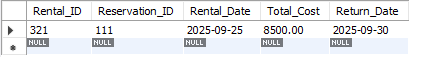 Rental_ID Reservation_ID Rental_Date Total_Cost Return_Date
321 111 2025-09-25 8500.00 2025-09-30
NULL NULL NULL NULL NULL